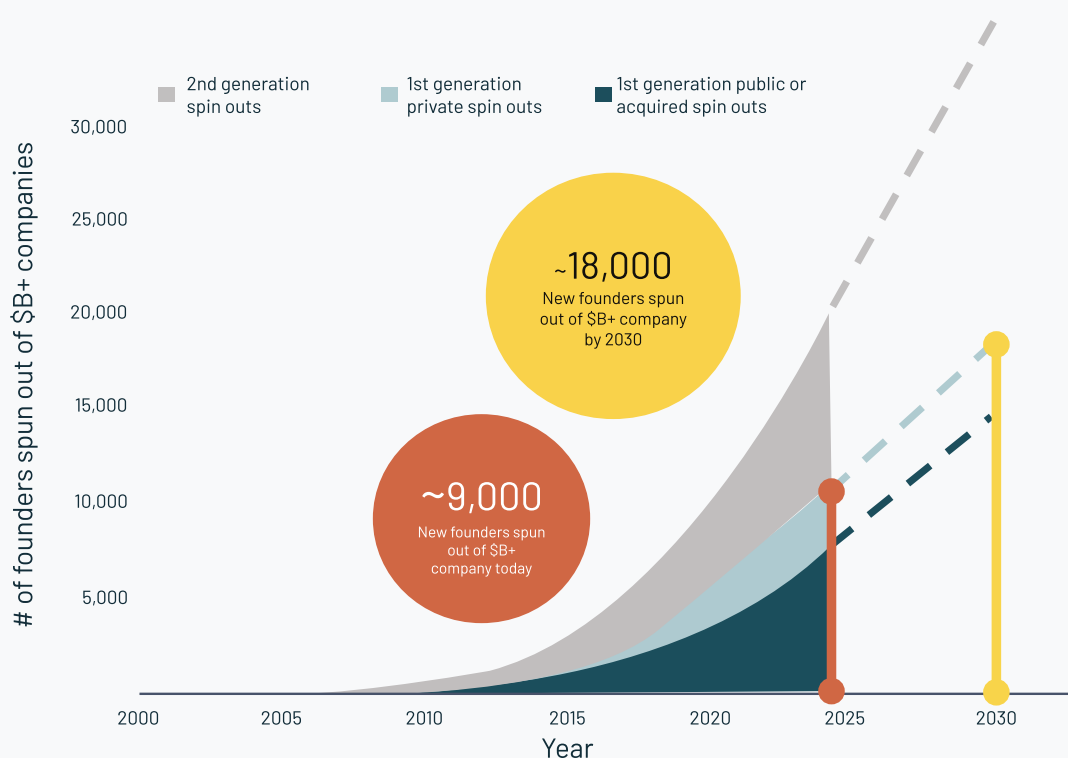 2nd generation
spin outs
1st generation
private spin outs
1st generation public or
acquired spin outs
# of founders spun out of $B+ companies
30,000
25,000
20,000
15,000
10,000
5,000
~18,000
New founders spun
out of $B+ company
by 2030
~9,000
New founders spun
out of $B+
company today
2000
2005
2010
2015
2020
2025
2030
Year